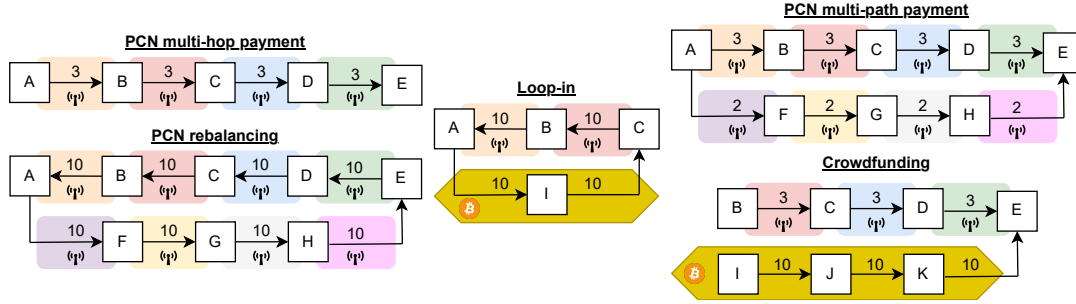 PCN multi-hop payment
3 3 3 3
A B C D E
PCN rebalancing
10 10 10 10
A B C D E
10 10 10 10
F G H
Loop-in
10 10
A B C
10 10
I
PCN multi-path payment
3 3 3 3
A B C D E
2 2 2 2
F G H
Crowdfunding
3 3 3
B C D E
10 10 10
I J K